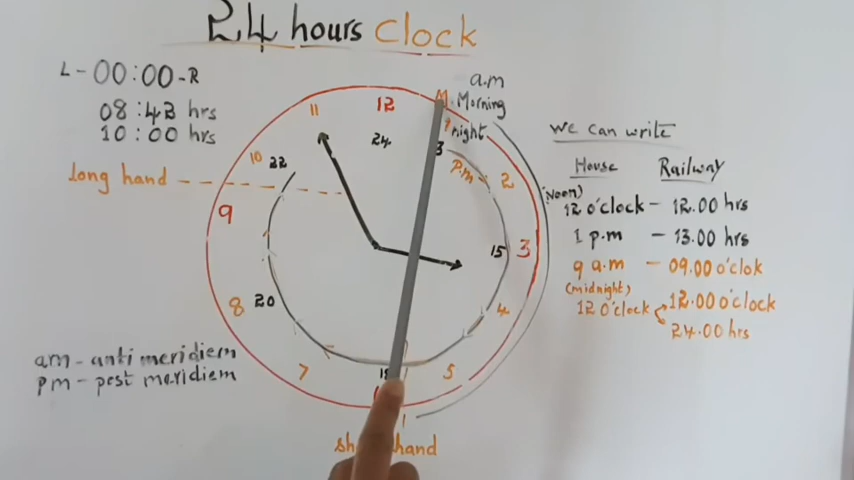 24 hours Clock
L-00:00-R
08:43 hrs
10:00 hrs
a.m
Morning
night
P.m
long hand
11
12
2
3
4
5
7
8
9
10
24
15
20
22
am - anti meridiem
pm - post meridiem
hand
we can write
House Railway
(Noon)
12 o'clock - 12.00 hrs
1 p.m - 13.00 hrs
9 a.m - 09.00 o'clok
(midnight)
12 o'clock 12.00 o'clock
24.00 hrs